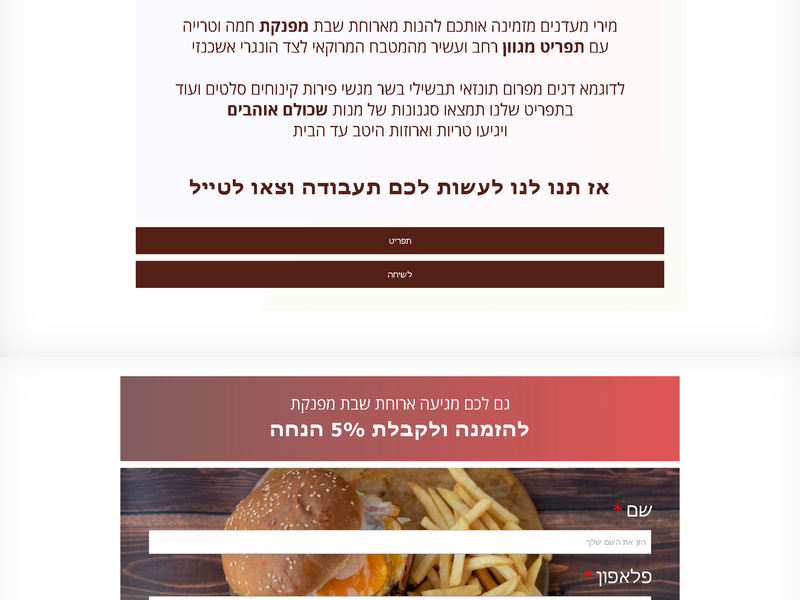 מירי מעדנים מזמינה אותכם להנות מארוחת שבת מפנקת חמה וטרייה
עם תפריט מגוון רחב ועשיר מהמטבח המרוקאי לצד הונגרי אשכנזי
לדוגמא דגים מפרום תונזאי תבשילי בשר מגשי פירות קינוחים סלטים ועוד
בתפריט שלנו תמצאו סגנונות של מנות שכולם אוהבים
ויגיעו טריות וארוזות היטב עד הבית
אז תנו לנו לעשות לכם תעבודה וצאו לטייל
תפריט
לשיחה
גם לכם מגיעה ארוחת שבת מפנקת
להזמנה ולקבלת 5% הנחה
שם *
הזן את השם שלך
פלאפון *